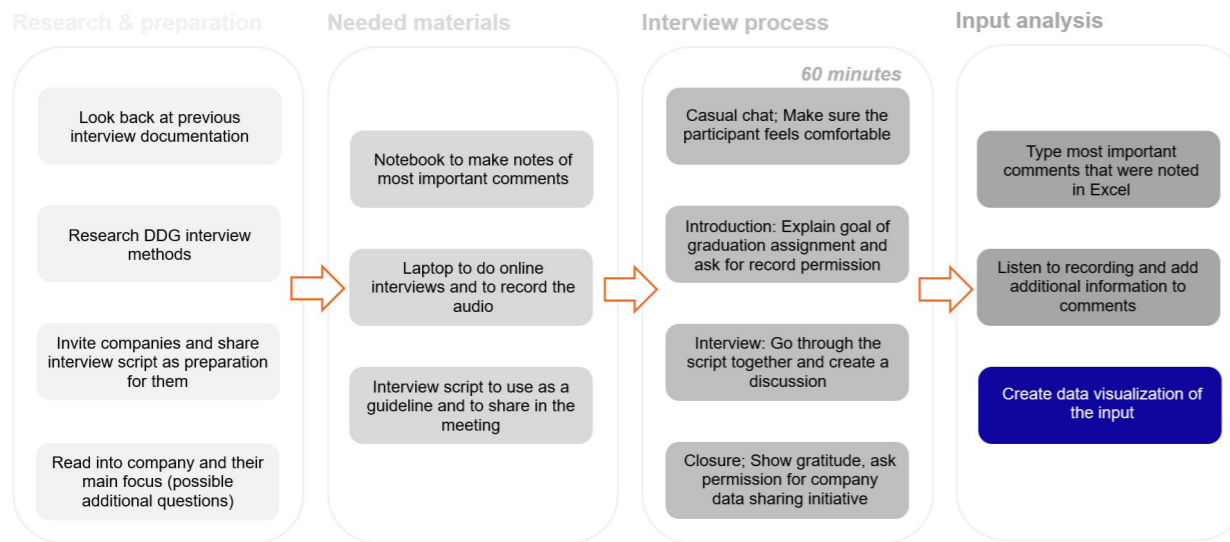 Research & preparation
Look back at previous
interview documentation
Research DDG interview
methods
Invite companies and share
interview script as preparation
for them
Read into company and their
main focus (possible
additional questions)
Needed materials
Notebook to make notes of
most important comments
Laptop to do online
interviews and to record the
audio
Interview script to use as a
guideline and to share in the
meeting
Interview process
60 minutes
Casual chat; Make sure the
participant feels comfortable
Introduction: Explain goal of
graduation assignment and
ask for record permission
Interview: Go through the
script together and create a
discussion
Closure; Show gratitude, ask
permission for company
data sharing initiative
Input analysis
Type most important
comments that were noted
in Excel
Listen to recording and add
additional information to
comments
Create data visualization of
the input